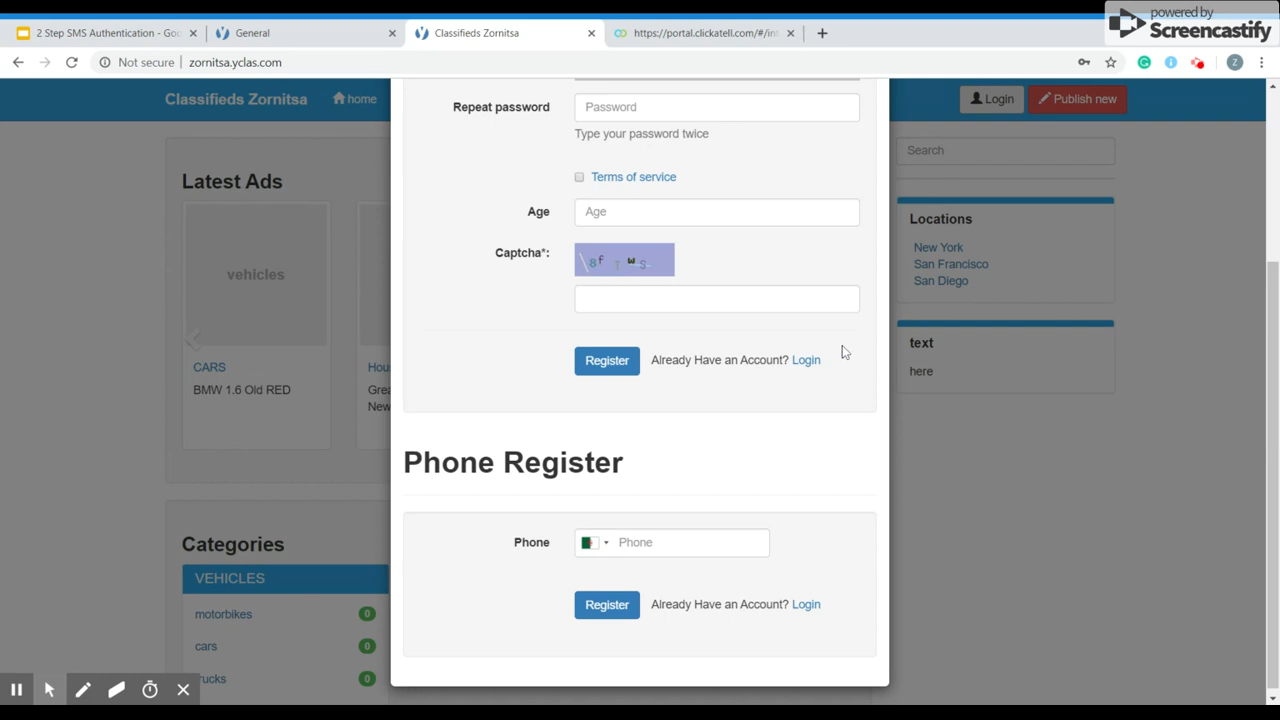 powered by
Screencastify
2 Step SMS Authentication - Goo
General
Classifieds Zornitsa
https://portal.clickatell.com/#/int
Not secure
zornitsa.yclas.com
Z
Classifieds Zornitsa
home
Login
Publish new
Repeat password
Password
Type your password twice
Terms of service
Age
Age
Captcha*:
Register
Already Have an Account? Login
Phone Register
Phone
Phone
Register
Already Have an Account? Login
Latest Ads
vehicles
CARS
BMW 1.6 Old RED
Hou
Grea
New
Categories
VEHICLES
motorbikes
0
cars
0
rucks
0
Search
Locations
New York
San Francisco
San Diego
text
here